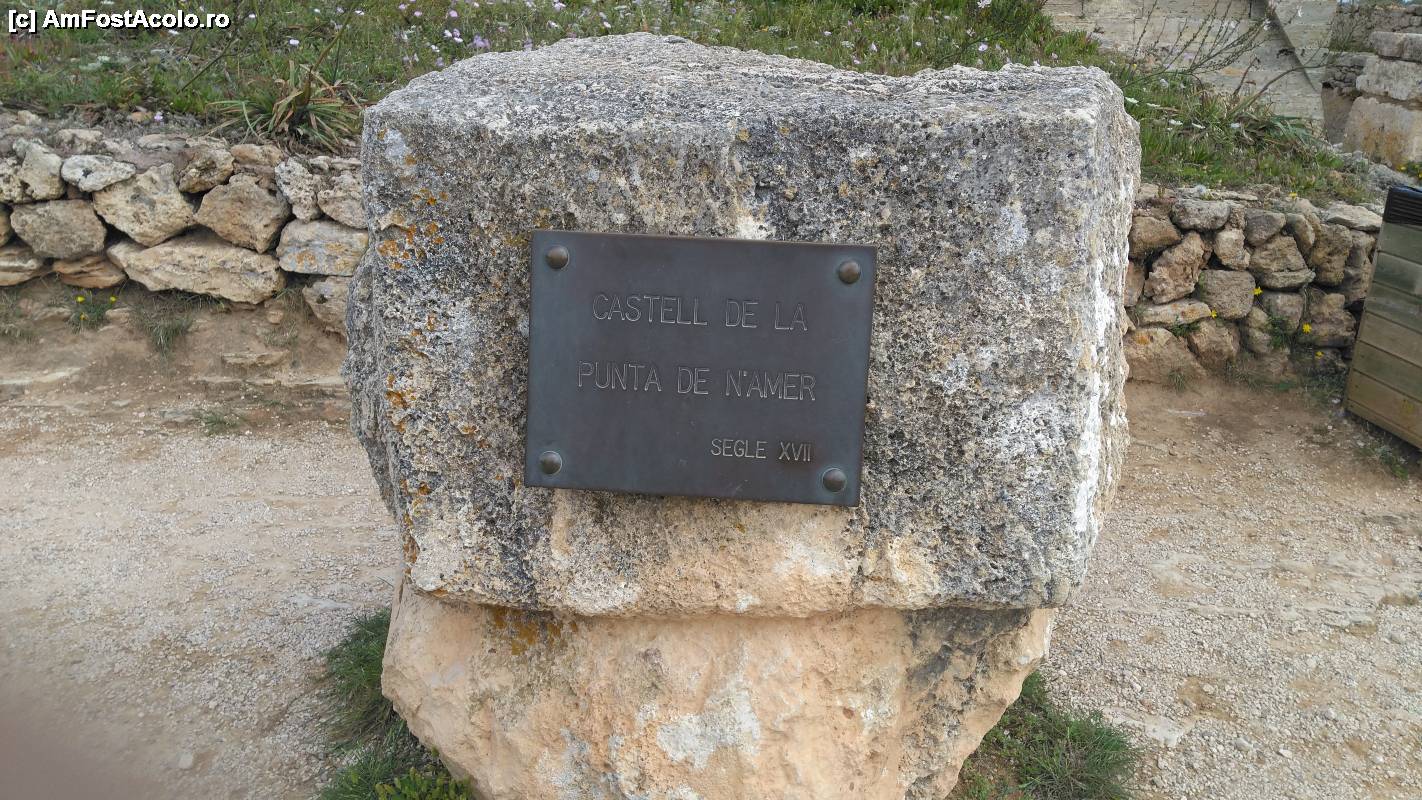 [c] AmFostAcolo.ro
CASTELL DE LA
PUNTA DE N'AMER
SEGLE XVII